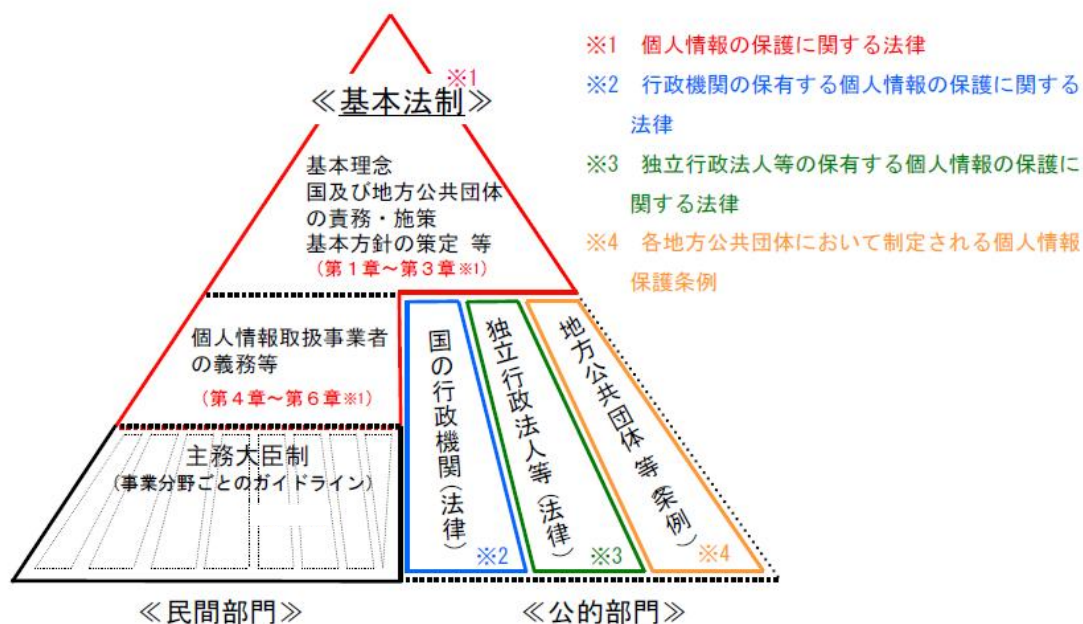 ※1
≪基本法制≫
基本理念
国及び地方公共団体
の責務・施策
基本方針の策定 等
（第1章～第3章※1）
個人情報取扱事業者
の義務等
（第4章～第6章※1）
主務大臣制
（事業分野ごとのガイドライン）
国の行政機関（法律）
※2
独立行政法人等（法律）
※3
地方公共団体 等（条例）
※4
≪民間部門≫
≪公的部門≫
※1 個人情報の保護に関する法律
※2 行政機関の保有する個人情報の保護に関する
法律
※3 独立行政法人等の保有する個人情報の保護に
関する法律
※4 各地方公共団体において制定される個人情報
保護条例